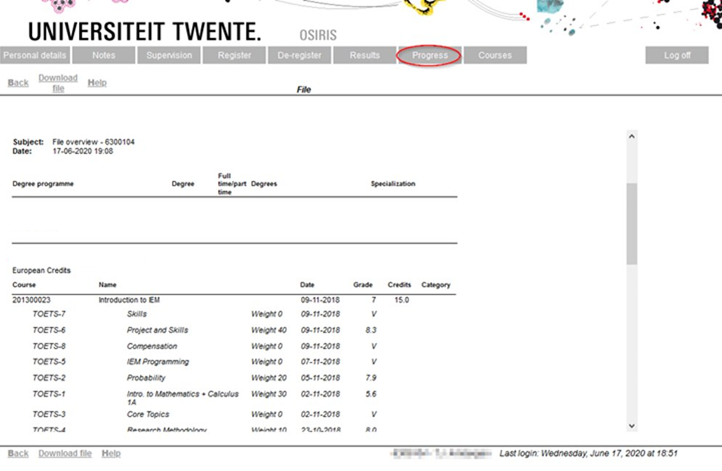 UNIVERSITEIT TWENTE. OSIRIS
Personal details Notes Supervision Register De-register Results Progress Courses Log off
Back Download file Help
File
Subject: File overview - 6300104
Date: 17-06-2020 19:08
Degree programme Degree Full time/part time Degrees Specialization
European Credits
Course Name Date Grade Credits Category
201300023 Introduction to IEM 09-11-2018 7 15.0
TOETS-7 Skills Weight 0 09-11-2018 V
TOETS-6 Project and Skills Weight 40 09-11-2018 8.3
TOETS-8 Compensation Weight 0 09-11-2018 V
TOETS-5 IEM Programming Weight 0 07-11-2018 V
TOETS-2 Probability Weight 20 05-11-2018 7.9
TOETS-1 Intro. to Mathematics + Calculus 1A Weight 30 02-11-2018 5.6
TOETS-3 Core Topics Weight 0 02-11-2018 V
TOETS-4 Research Methodology Weight 10 23-10-2018 8.0
Back Download file Help Last login: Wednesday, June 17, 2020 at 18:51